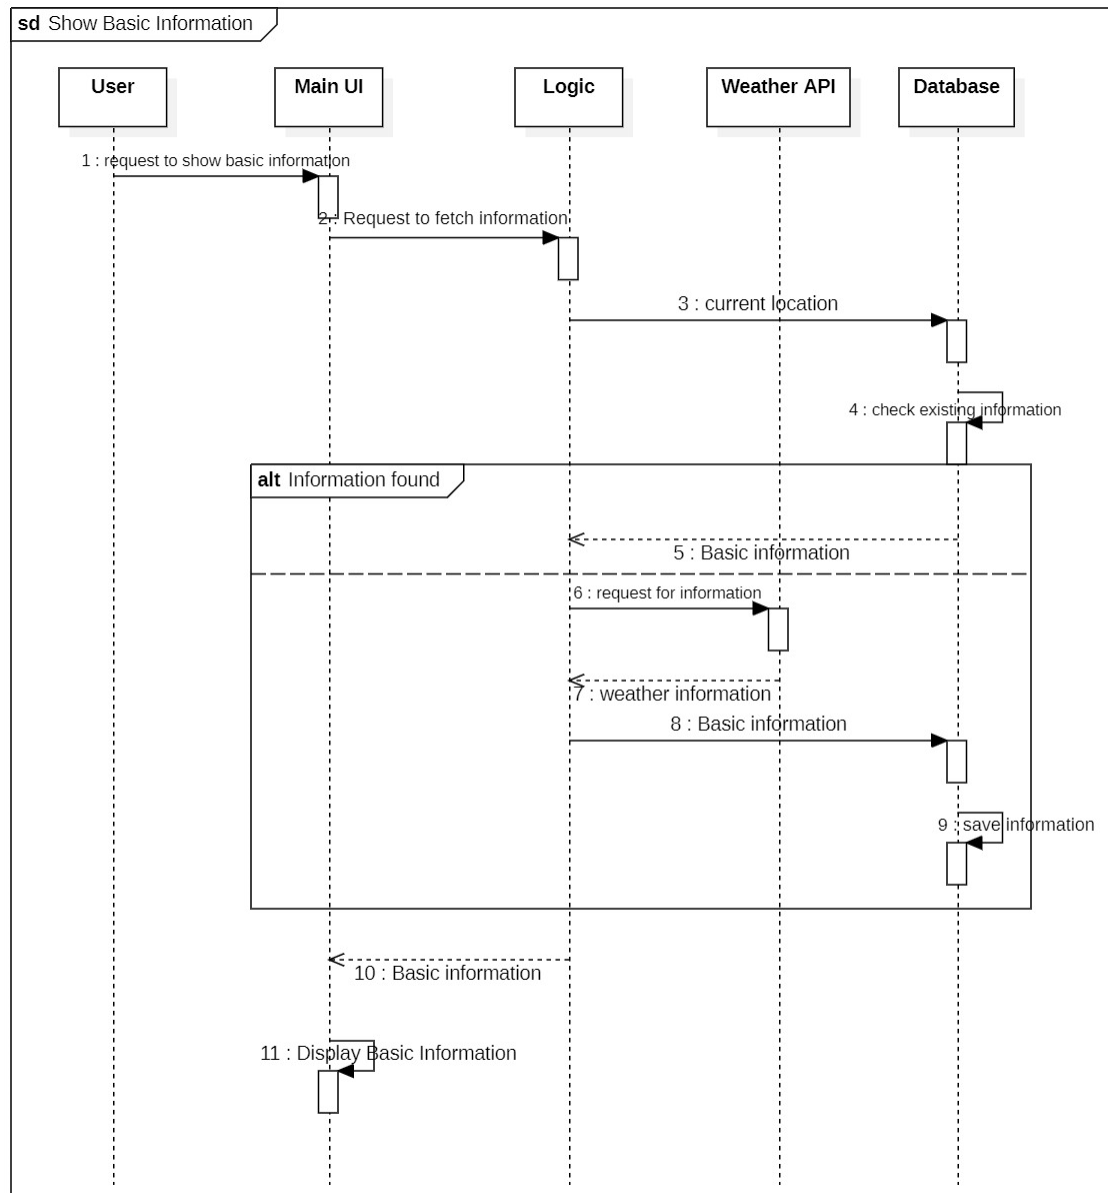 sd Show Basic Information
User
Main UI
Logic
Weather API
Database
1 : request to show basic information
2 : Request to fetch information
3 : current location
4 : check existing information
alt Information found
5 : Basic information
6 : request for information
7 : weather information
8 : Basic information
9 : save information
10 : Basic information
11 : Display Basic Information